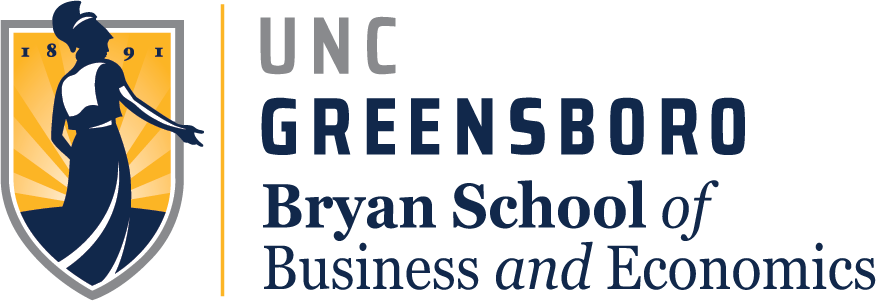 1891
UNC
GREENSBORO
Bryan School of
Business and Economics